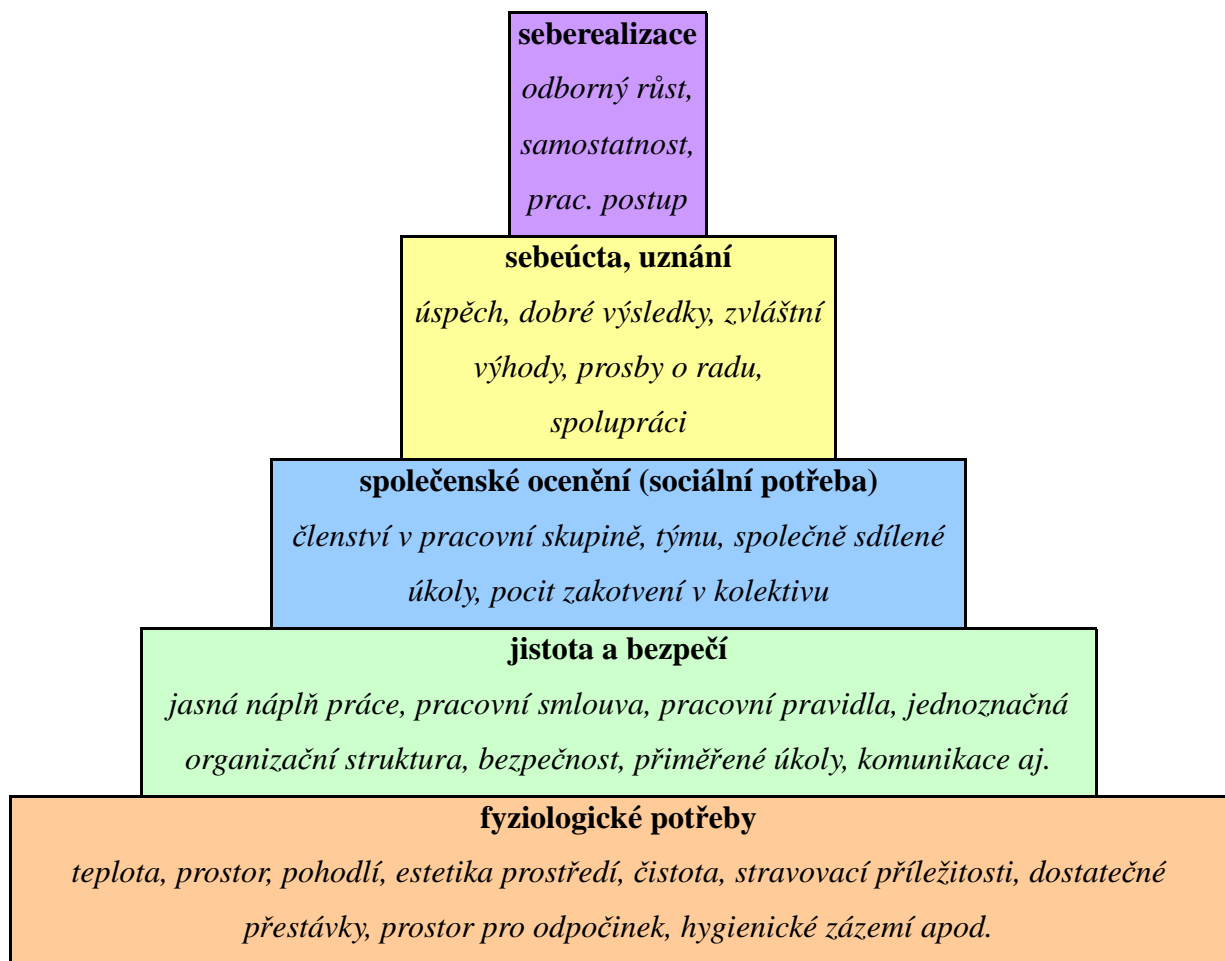 seberealizace
odborný růst,
samostatnost,
prac. postup
sebeúcta, uznání
úspěch, dobré výsledky, zvláštní
výhody, prosby o radu,
spolupráci
společenské ocenění (sociální potřeba)
členství v pracovní skupině, týmu, společně sdílené
úkoly, pocit zakotvení v kolektivu
jistota a bezpečí
jasná náplň práce, pracovní smlouva, pracovní pravidla, jednoznačná
organizační struktura, bezpečnost, přiměřené úkoly, komunikace aj.
fyziologické potřeby
teplota, prostor, pohodlí, estetika prostředí, čistota, stravovací příležitosti, dostatečné
přestávky, prostor pro odpočinek, hygienické zázemí apod.